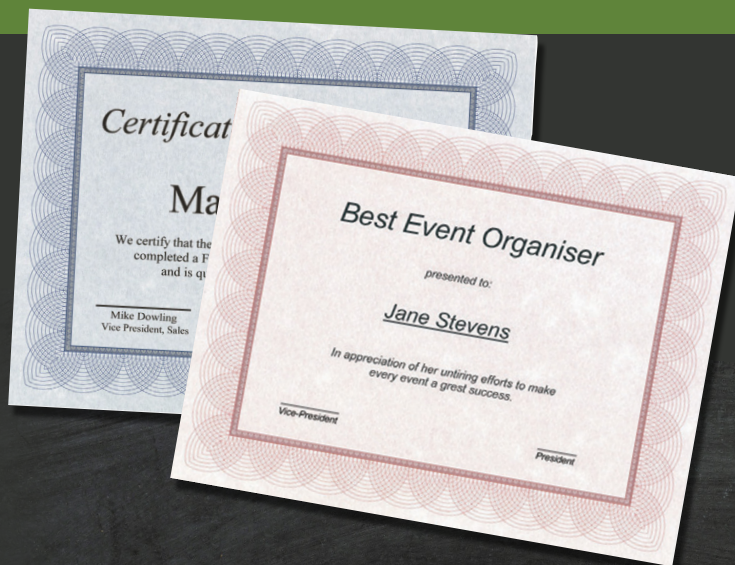 Certificat
Ma
We certify that the
completed a F
and is qu
Mike Dowling
Vice President, Sales
Best Event Organiser
presented to:
Jane Stevens
In appreciation of her untiring efforts to make
every event a grest success.
Vice-President
President